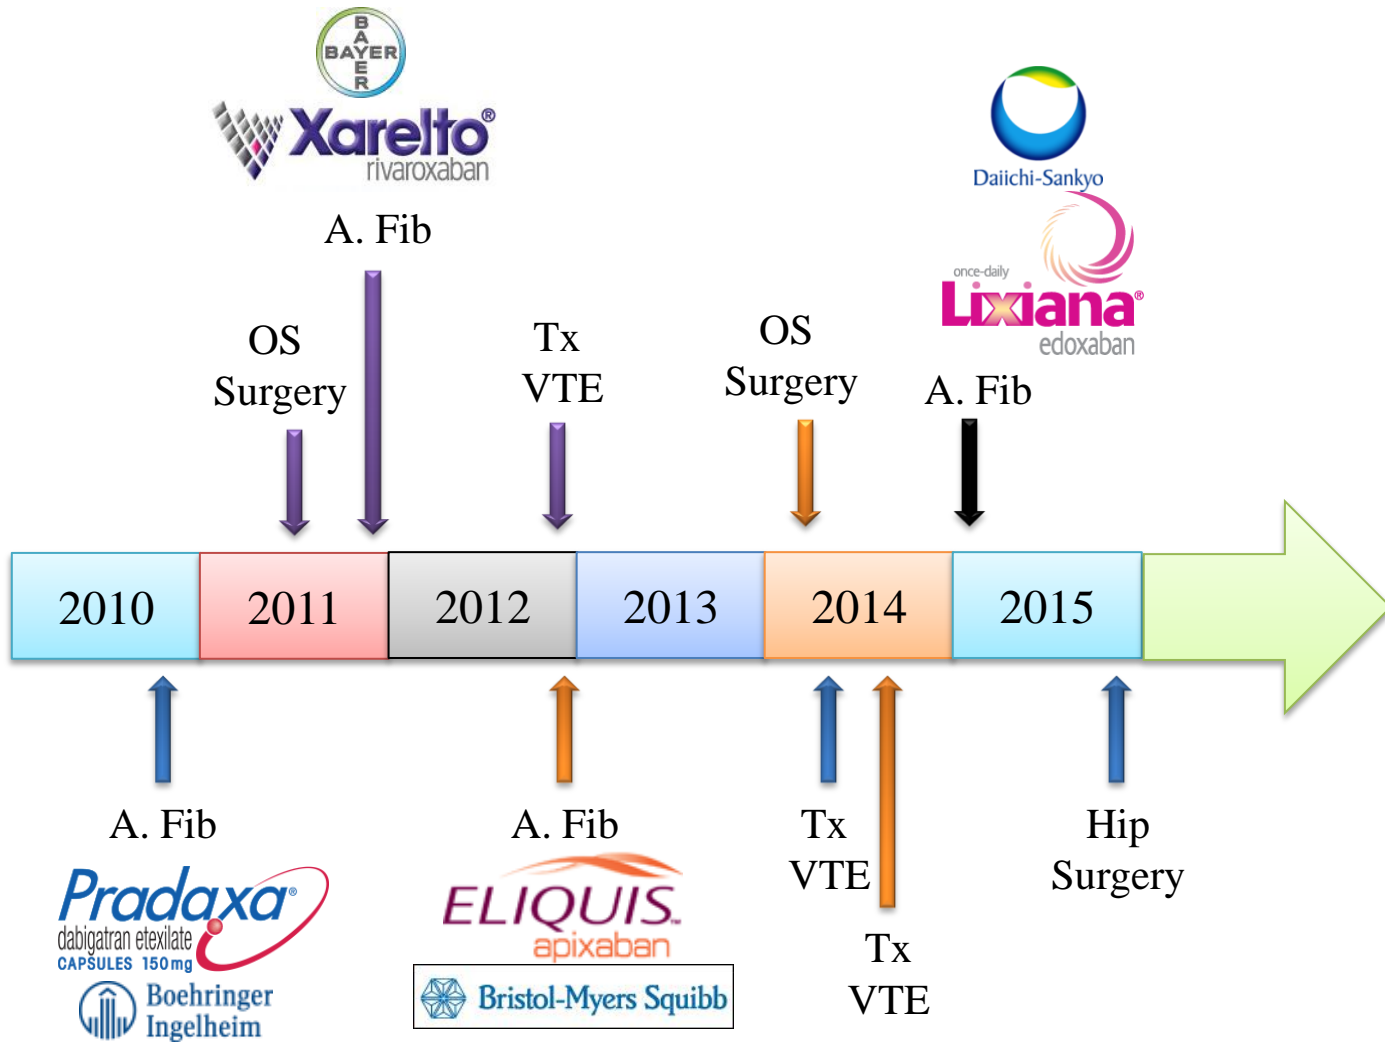 BAYER
BAYER
Xarelto®
rivaroxaban
A. Fib
OS
Surgery
Tx
VTE
OS
Surgery
Daiichi-Sankyo
once-daily
Lixiana®
edoxaban
A. Fib
2010
2011
2012
2013
2014
2015
A. Fib
Pradaxa®
dabigatran etexilate
CAPSULES 150mg
Boehringer
Ingelheim
A. Fib
ELIQUIS™
apixaban
Bristol-Myers Squibb
Tx
VTE
Tx
VTE
Hip
Surgery